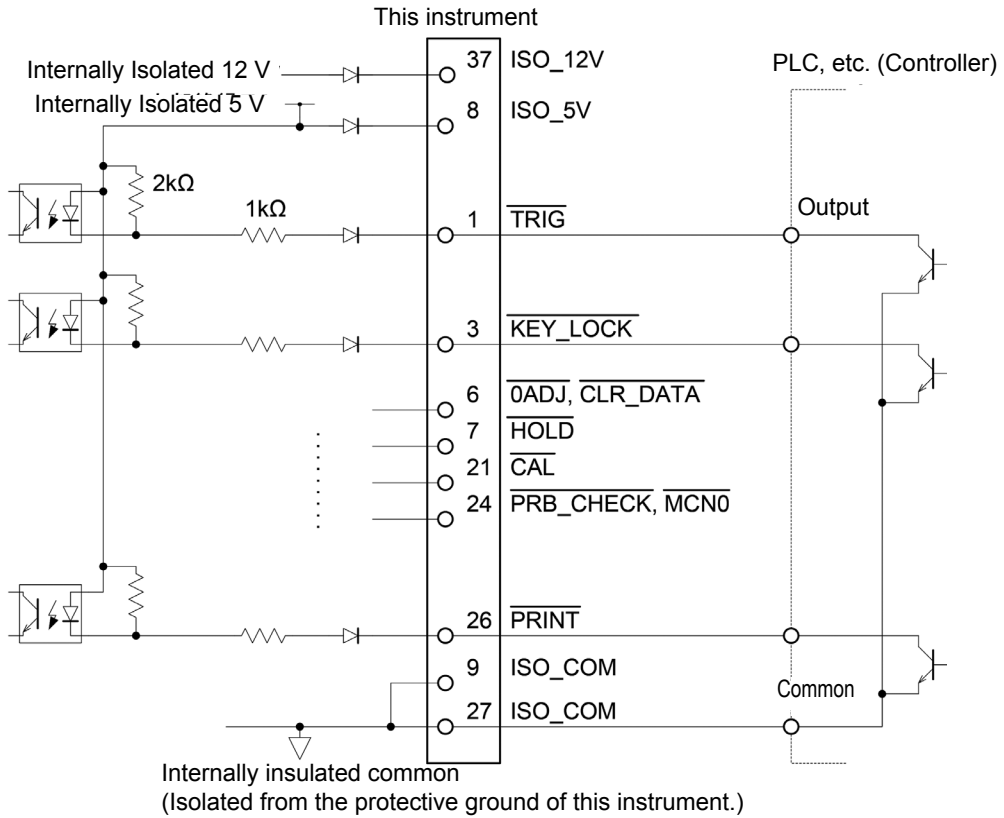 This instrument
Internally Isolated 12 V
37 ISO_12V
PLC, etc. (Controller)
Internally Isolated 5 V
8 ISO_5V
2kΩ
1kΩ
1 TRIG
Output
3 KEY_LOCK
6 0ADJ, CLR_DATA
7 HOLD
21 CAL
24 PRB_CHECK, MCN0
26 PRINT
9 ISO_COM
Common
27 ISO_COM
Internally insulated common
(Isolated from the protective ground of this instrument.)